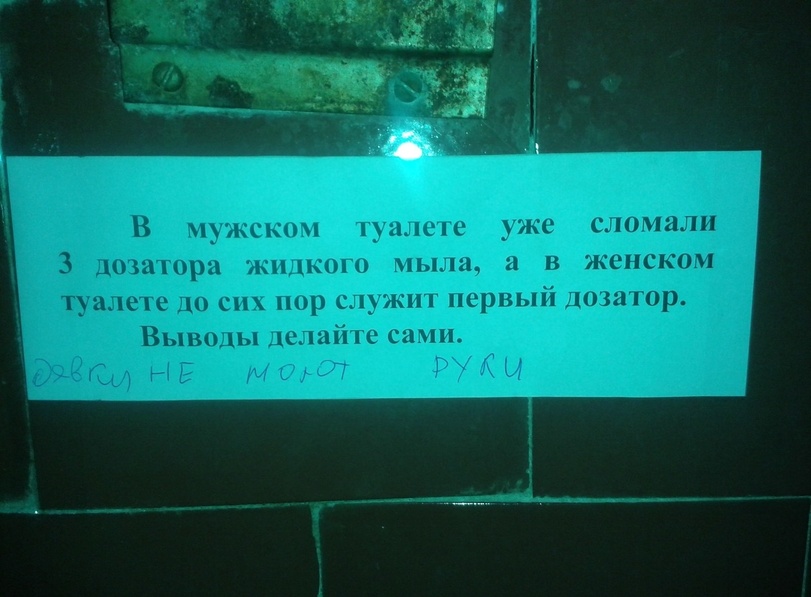 В мужском туалете уже сломали
3 дозатора жидкого мыла, а в женском
туалете до сих пор служит первый дозатор.
Выводы делайте сами.
дявки НЕ моют РУКИ